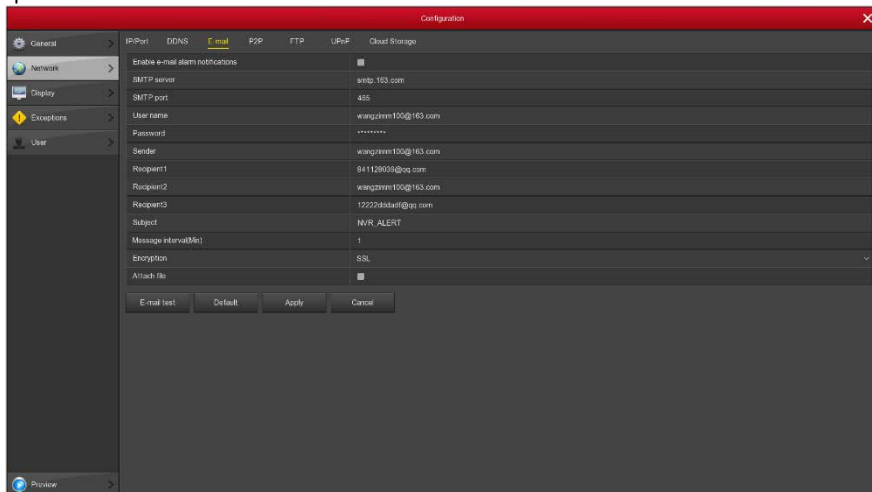 Configuration
General
Network
Display
Exceptions
User
Preview
IP/Port DDNS E-mail P2P FTP UPnP Cloud Storage
Enable e-mail alarm notifications
SMTP server smtp.163.com
SMTP port 465
User name wangzimm100@163.com
Password *********
Sender wangzimm100@163.com
Recipient1 841129039@qq.com
Recipient2 wangzimm100@163.com
Recipient3 12222dddadf@qq.com
Subject NVR_ALERT
Message interval(Min) 1
Encryption SSL
Attach file
E-mail test Default Apply Cancel